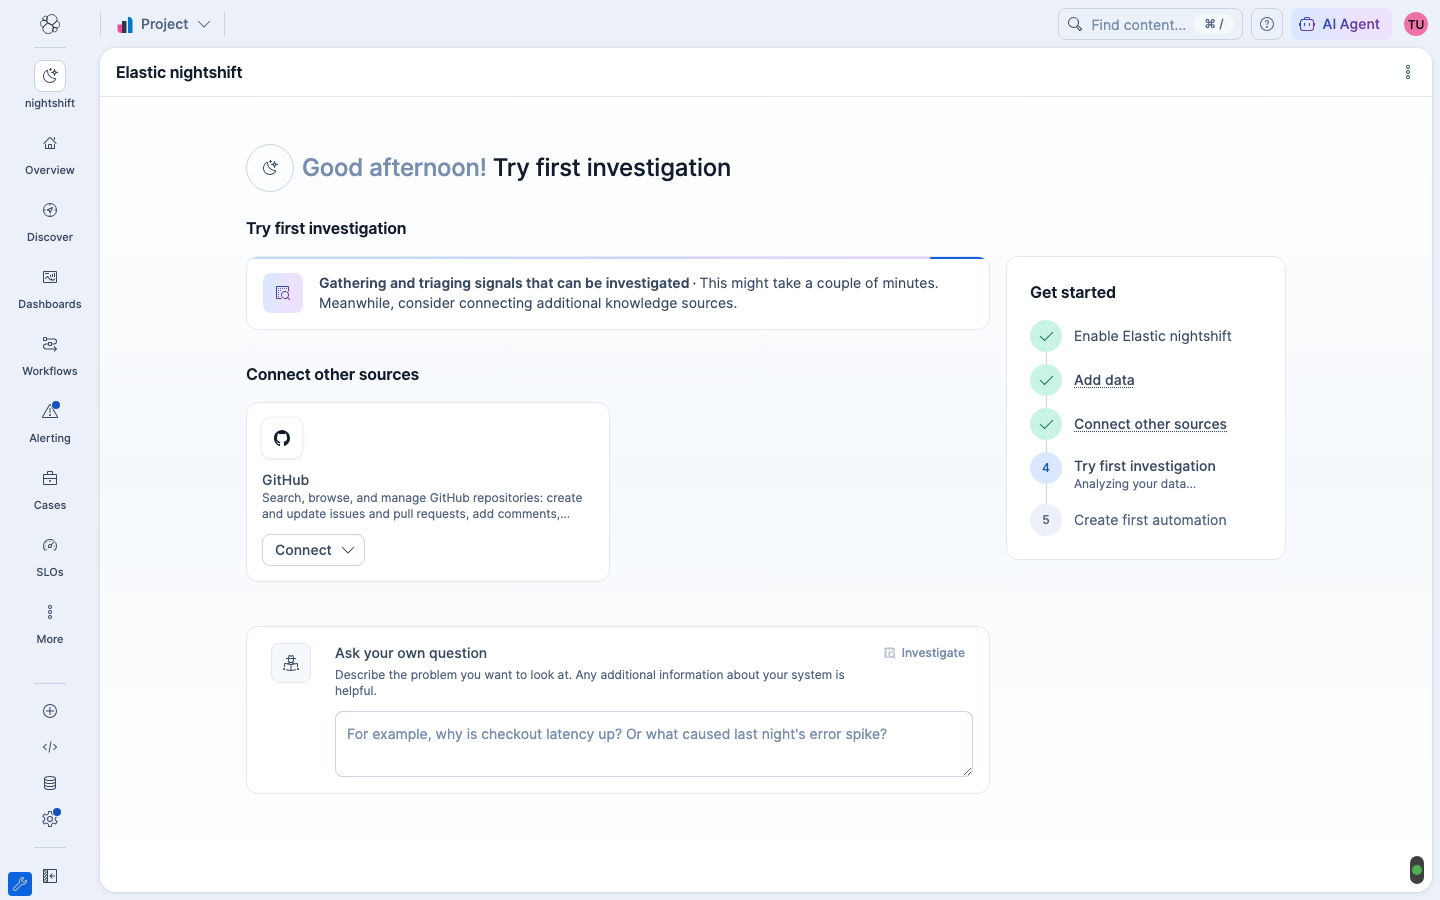 Project
Find content...
⌘ /
AI Agent
TU
Elastic nightshift
nightshift
Overview
Discover
Dashboards
Workflows
Alerting
Cases
SLOs
More
Good afternoon! Try first investigation
Try first investigation
Gathering and triaging signals that can be investigated · This might take a couple of minutes.
Meanwhile, consider connecting additional knowledge sources.
Connect other sources
GitHub
Search, browse, and manage GitHub repositories: create
and update issues and pull requests, add comments,...
Connect
Ask your own question
Investigate
Describe the problem you want to look at. Any additional information about your system is
helpful.
For example, why is checkout latency up? Or what caused last night's error spike?
Get started
Enable Elastic nightshift
Add data
Connect other sources
4
Try first investigation
Analyzing your data...
5
Create first automation